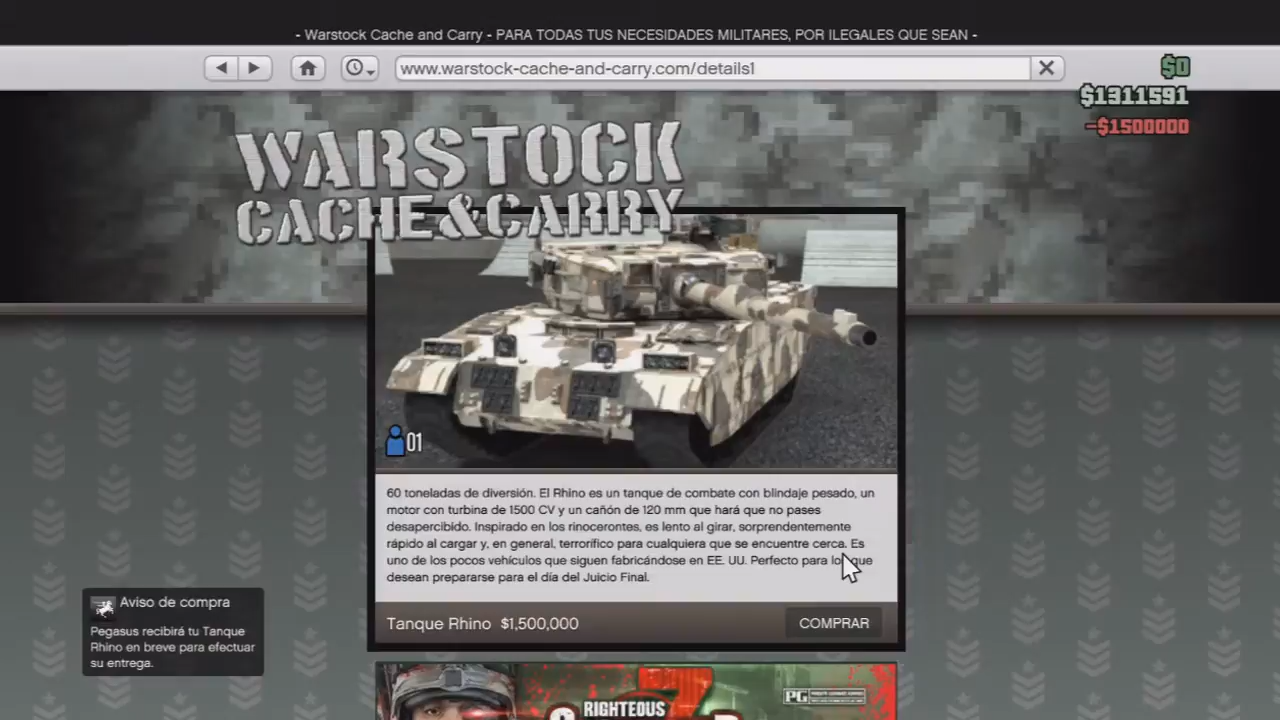 - Warstock Cache and Carry - PARA TODAS TUS NECESIDADES MILITARES, POR ILEGALES QUE SEAN -
www.warstock-cache-and-carry.com/details1
$0
$1311591
-$1500000
WARSTOCK
CACHE&CARRY
01
60 toneladas de diversión. El Rhino es un tanque de combate con blindaje pesado, un
motor con turbina de 1500 CV y un cañón de 120 mm que hará que no pases
desapercibido. Inspirado en los rinocerontes, es lento al girar, sorprendentemente
rápido al cargar y, en general, terrorífico para cualquiera que se encuentre cerca. Es
uno de los pocos vehículos que siguen fabricándose en EE. UU. Perfecto para los que
desean prepararse para el día del Juicio Final.
Tanque Rhino $1,500,000
COMPRAR
Aviso de compra
Pegasus recibirá tu Tanque
Rhino en breve para efectuar
su entrega.
RIGHTEOUS
7
PG